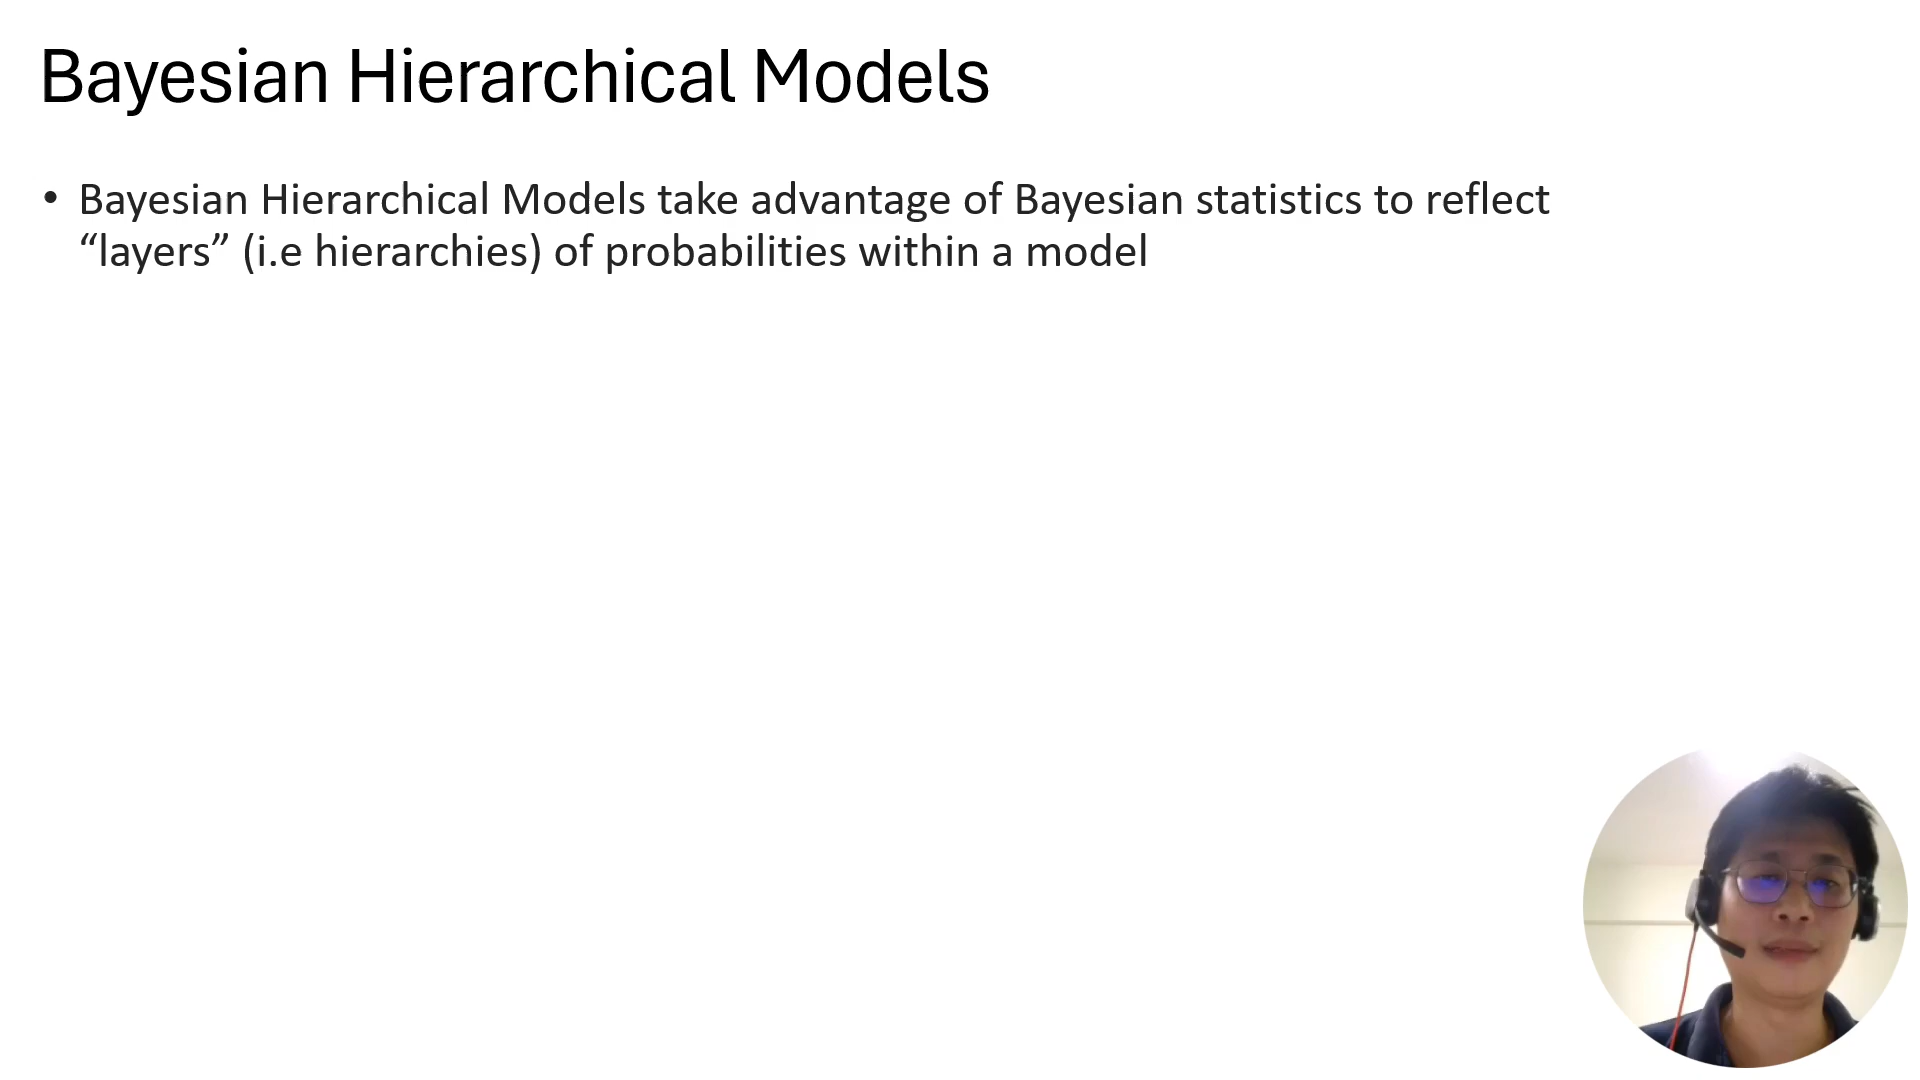 Bayesian Hierarchical Models
• Bayesian Hierarchical Models take advantage of Bayesian statistics to reflect
“layers” (i.e hierarchies) of probabilities within a model